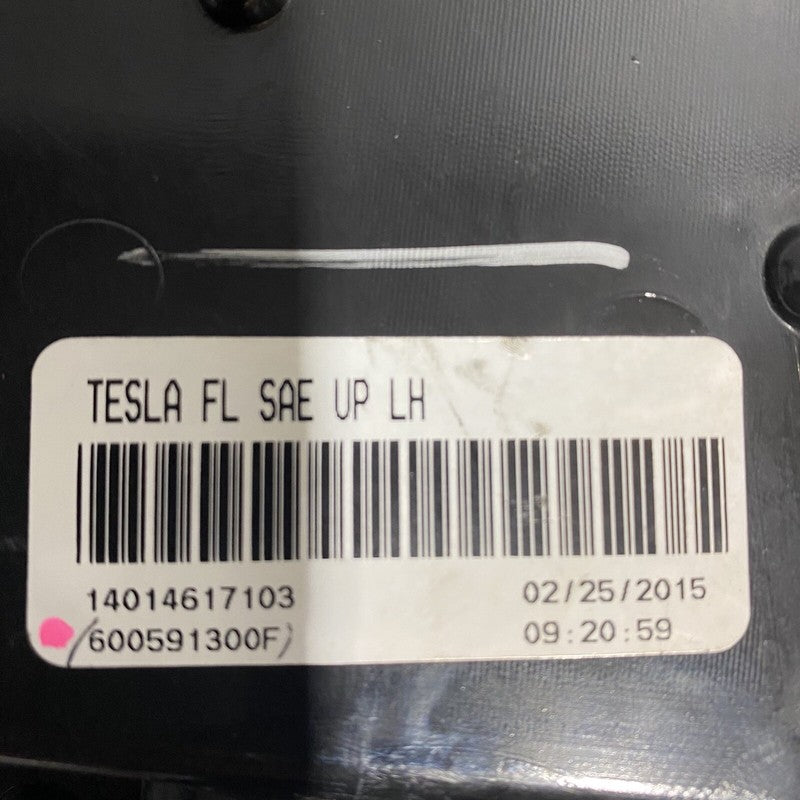 TESLA FL SAE UP LH
14014617103 02/25/2015
(600591300F) 09:20:59